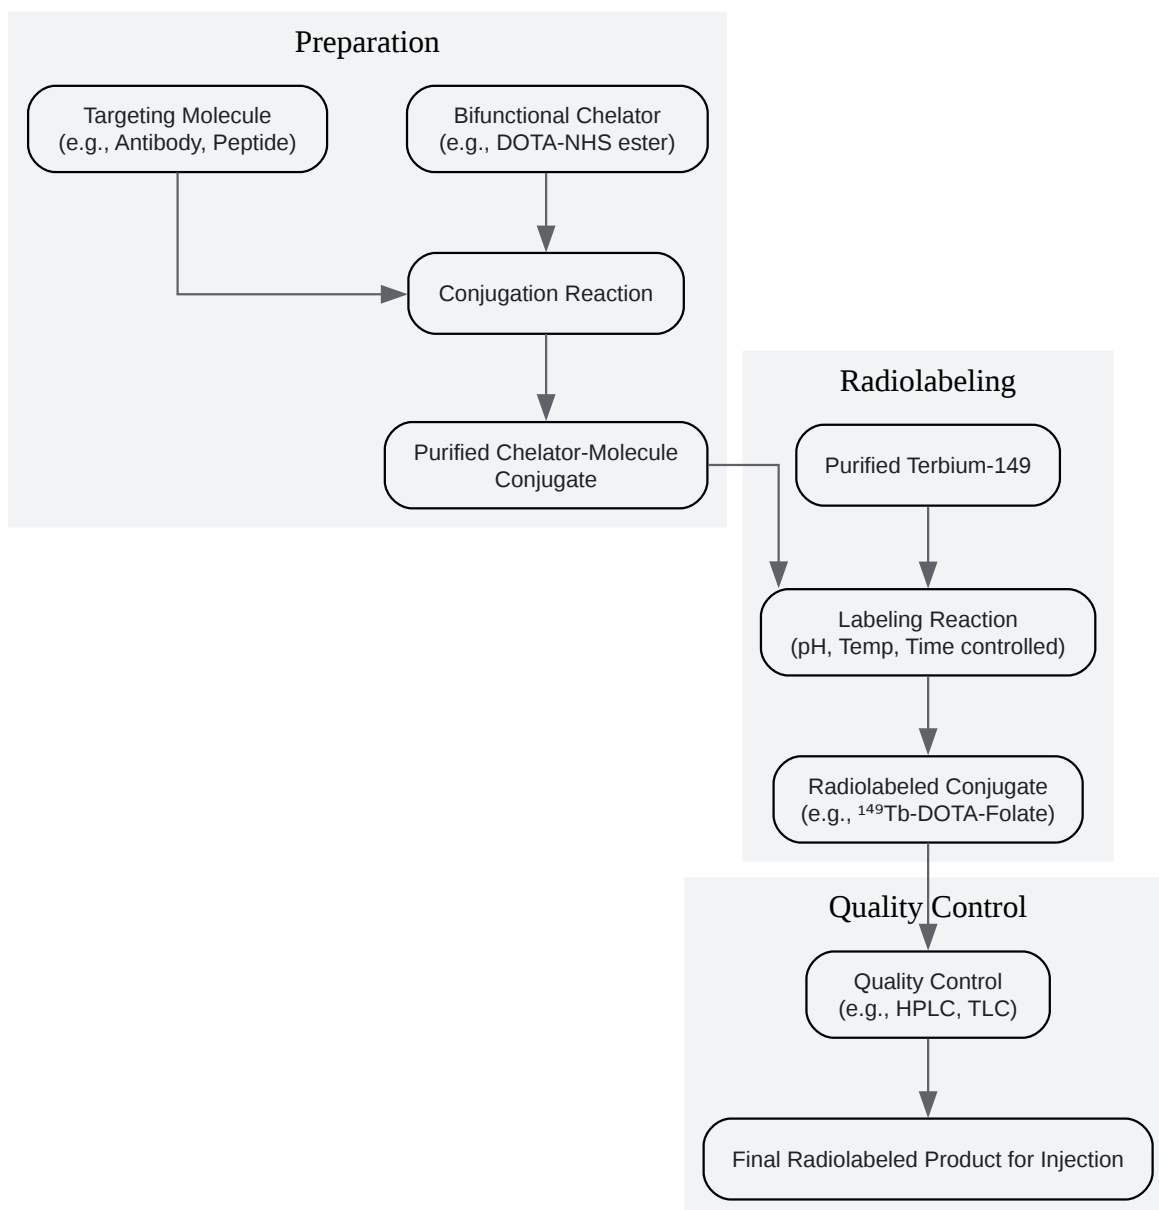 Preparation
Targeting Molecule
(e.g., Antibody, Peptide)
Bifunctional Chelator
(e.g., DOTA-NHS ester)
Conjugation Reaction
Purified Chelator-Molecule
Conjugate
Radiolabeling
Purified Terbium-149
Labeling Reaction
(pH, Temp, Time controlled)
Radiolabeled Conjugate
(e.g., ¹⁴⁹Tb-DOTA-Folate)
Quality Control
Quality Control
(e.g., HPLC, TLC)
Final Radiolabeled Product for Injection